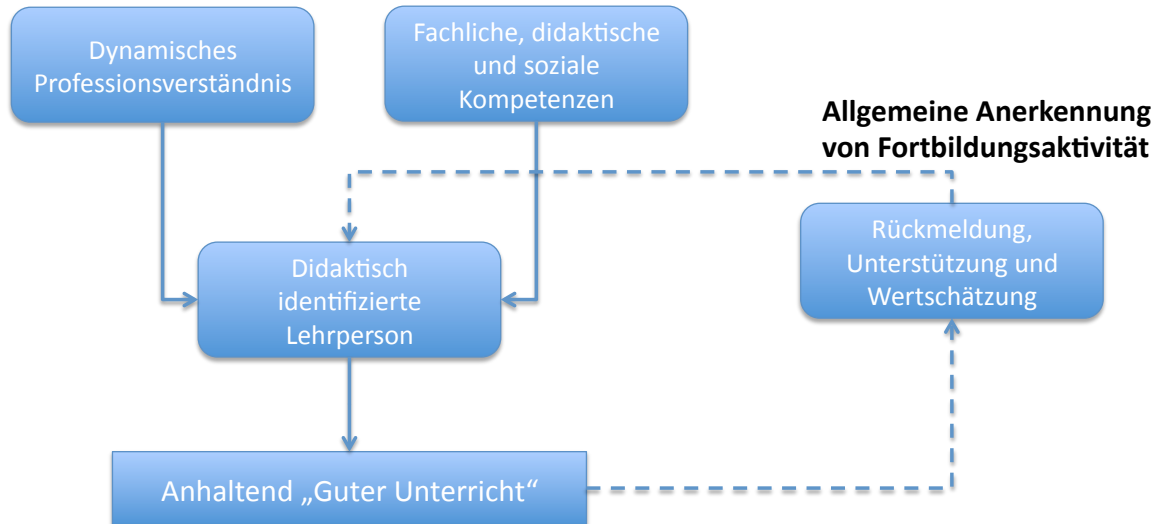 Dynamisches
Professionsverständnis
Fachliche, didaktische
und soziale
Kompetenzen
Allgemeine Anerkennung
von Fortbildungsaktivität
Rückmeldung,
Unterstützung und
Wertschätzung
Didaktisch
identifizierte
Lehrperson
Anhaltend „Guter Unterricht“